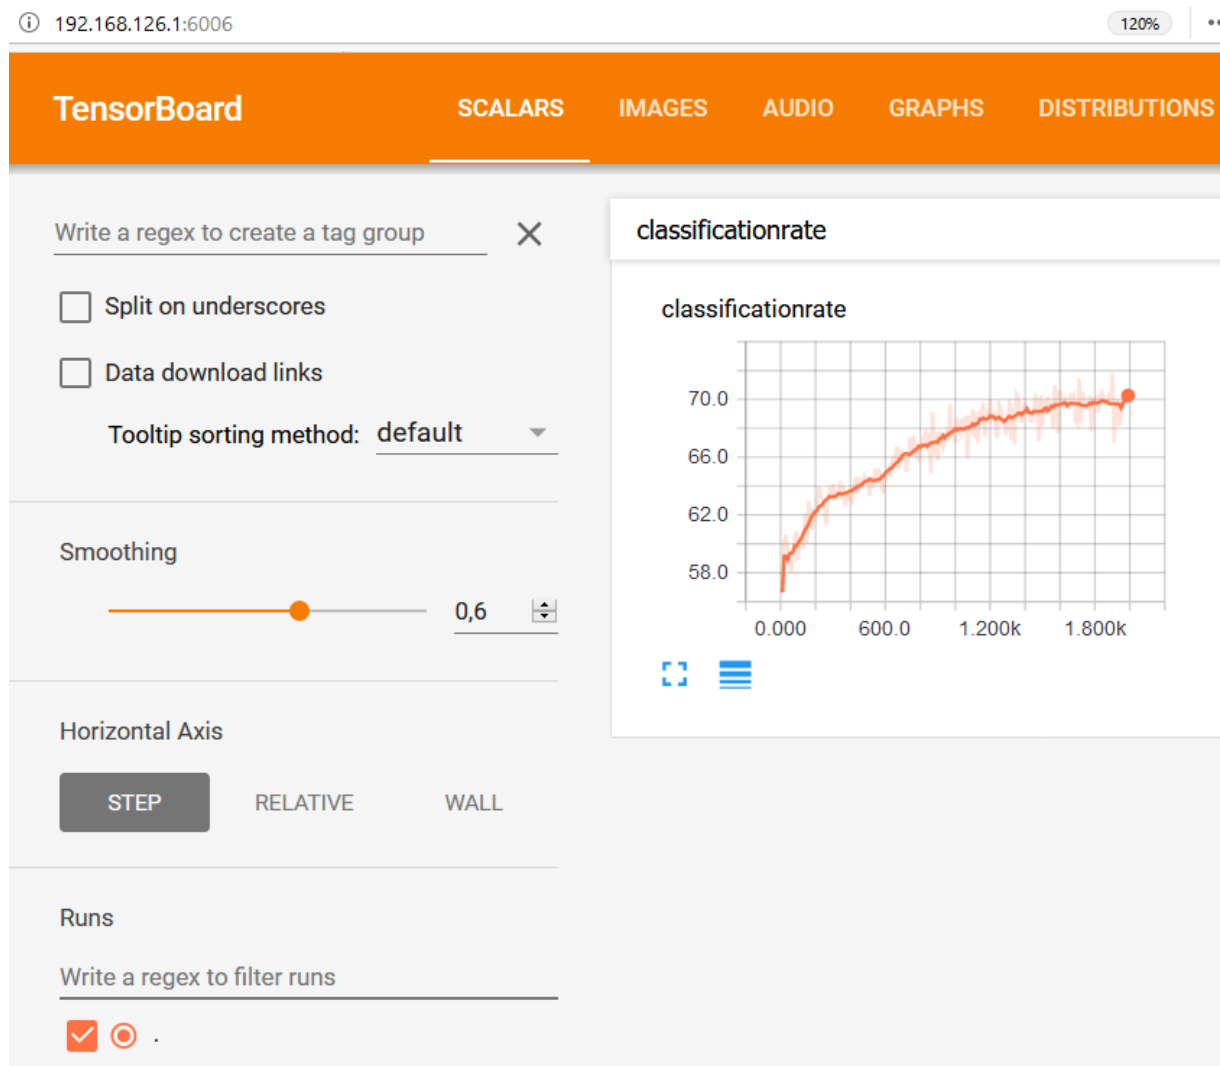 192.168.126.1:6006
120%
TensorBoard
SCALARS
IMAGES
AUDIO
GRAPHS
DISTRIBUTIONS
Write a regex to create a tag group
Split on underscores
Data download links
Tooltip sorting method: default
Smoothing
0,6
Horizontal Axis
STEP
RELATIVE
WALL
Runs
Write a regex to filter runs
.
classificationrate
classificationrate
70.0
66.0
62.0
58.0
0.000
600.0
1.200k
1.800k